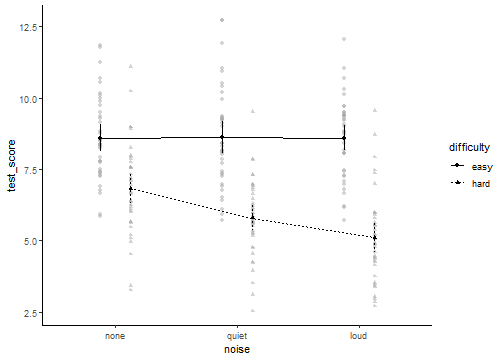 12.5
10.0
7.5
5.0
2.5
test_score
none quiet loud
noise
difficulty
easy
hard